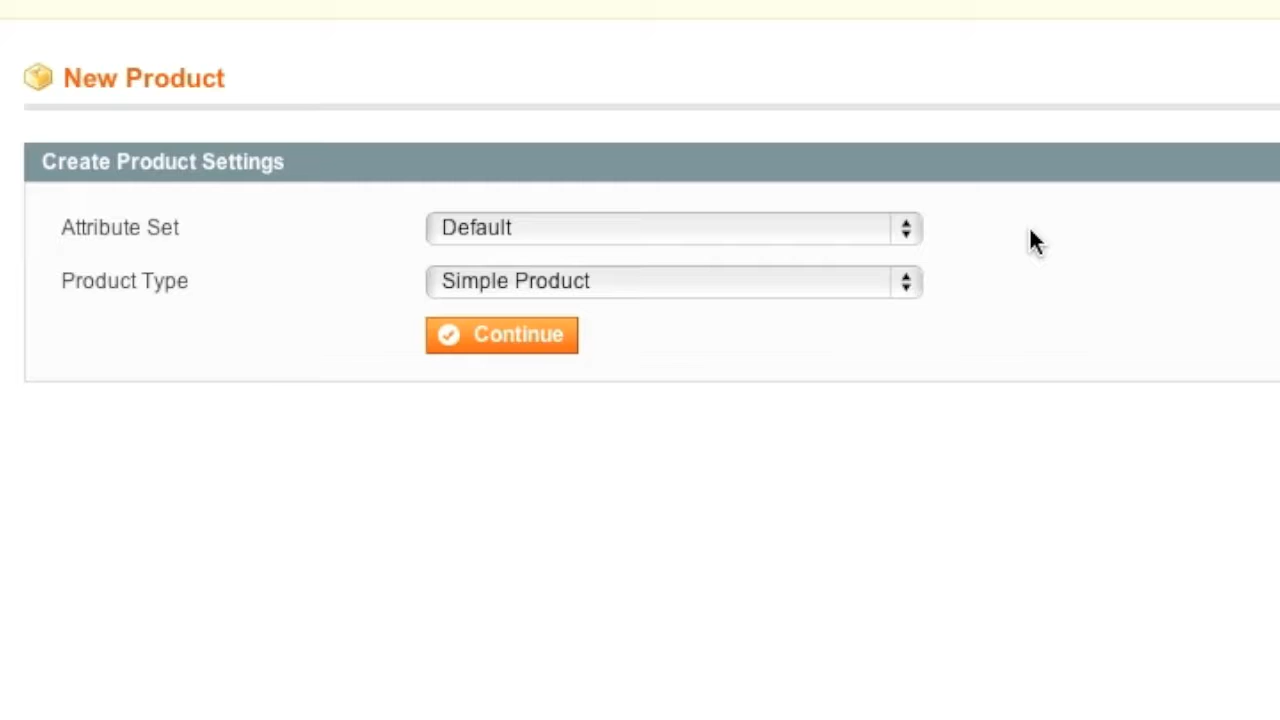 New Product
Create Product Settings
Attribute Set
Default
Product Type
Simple Product
Continue